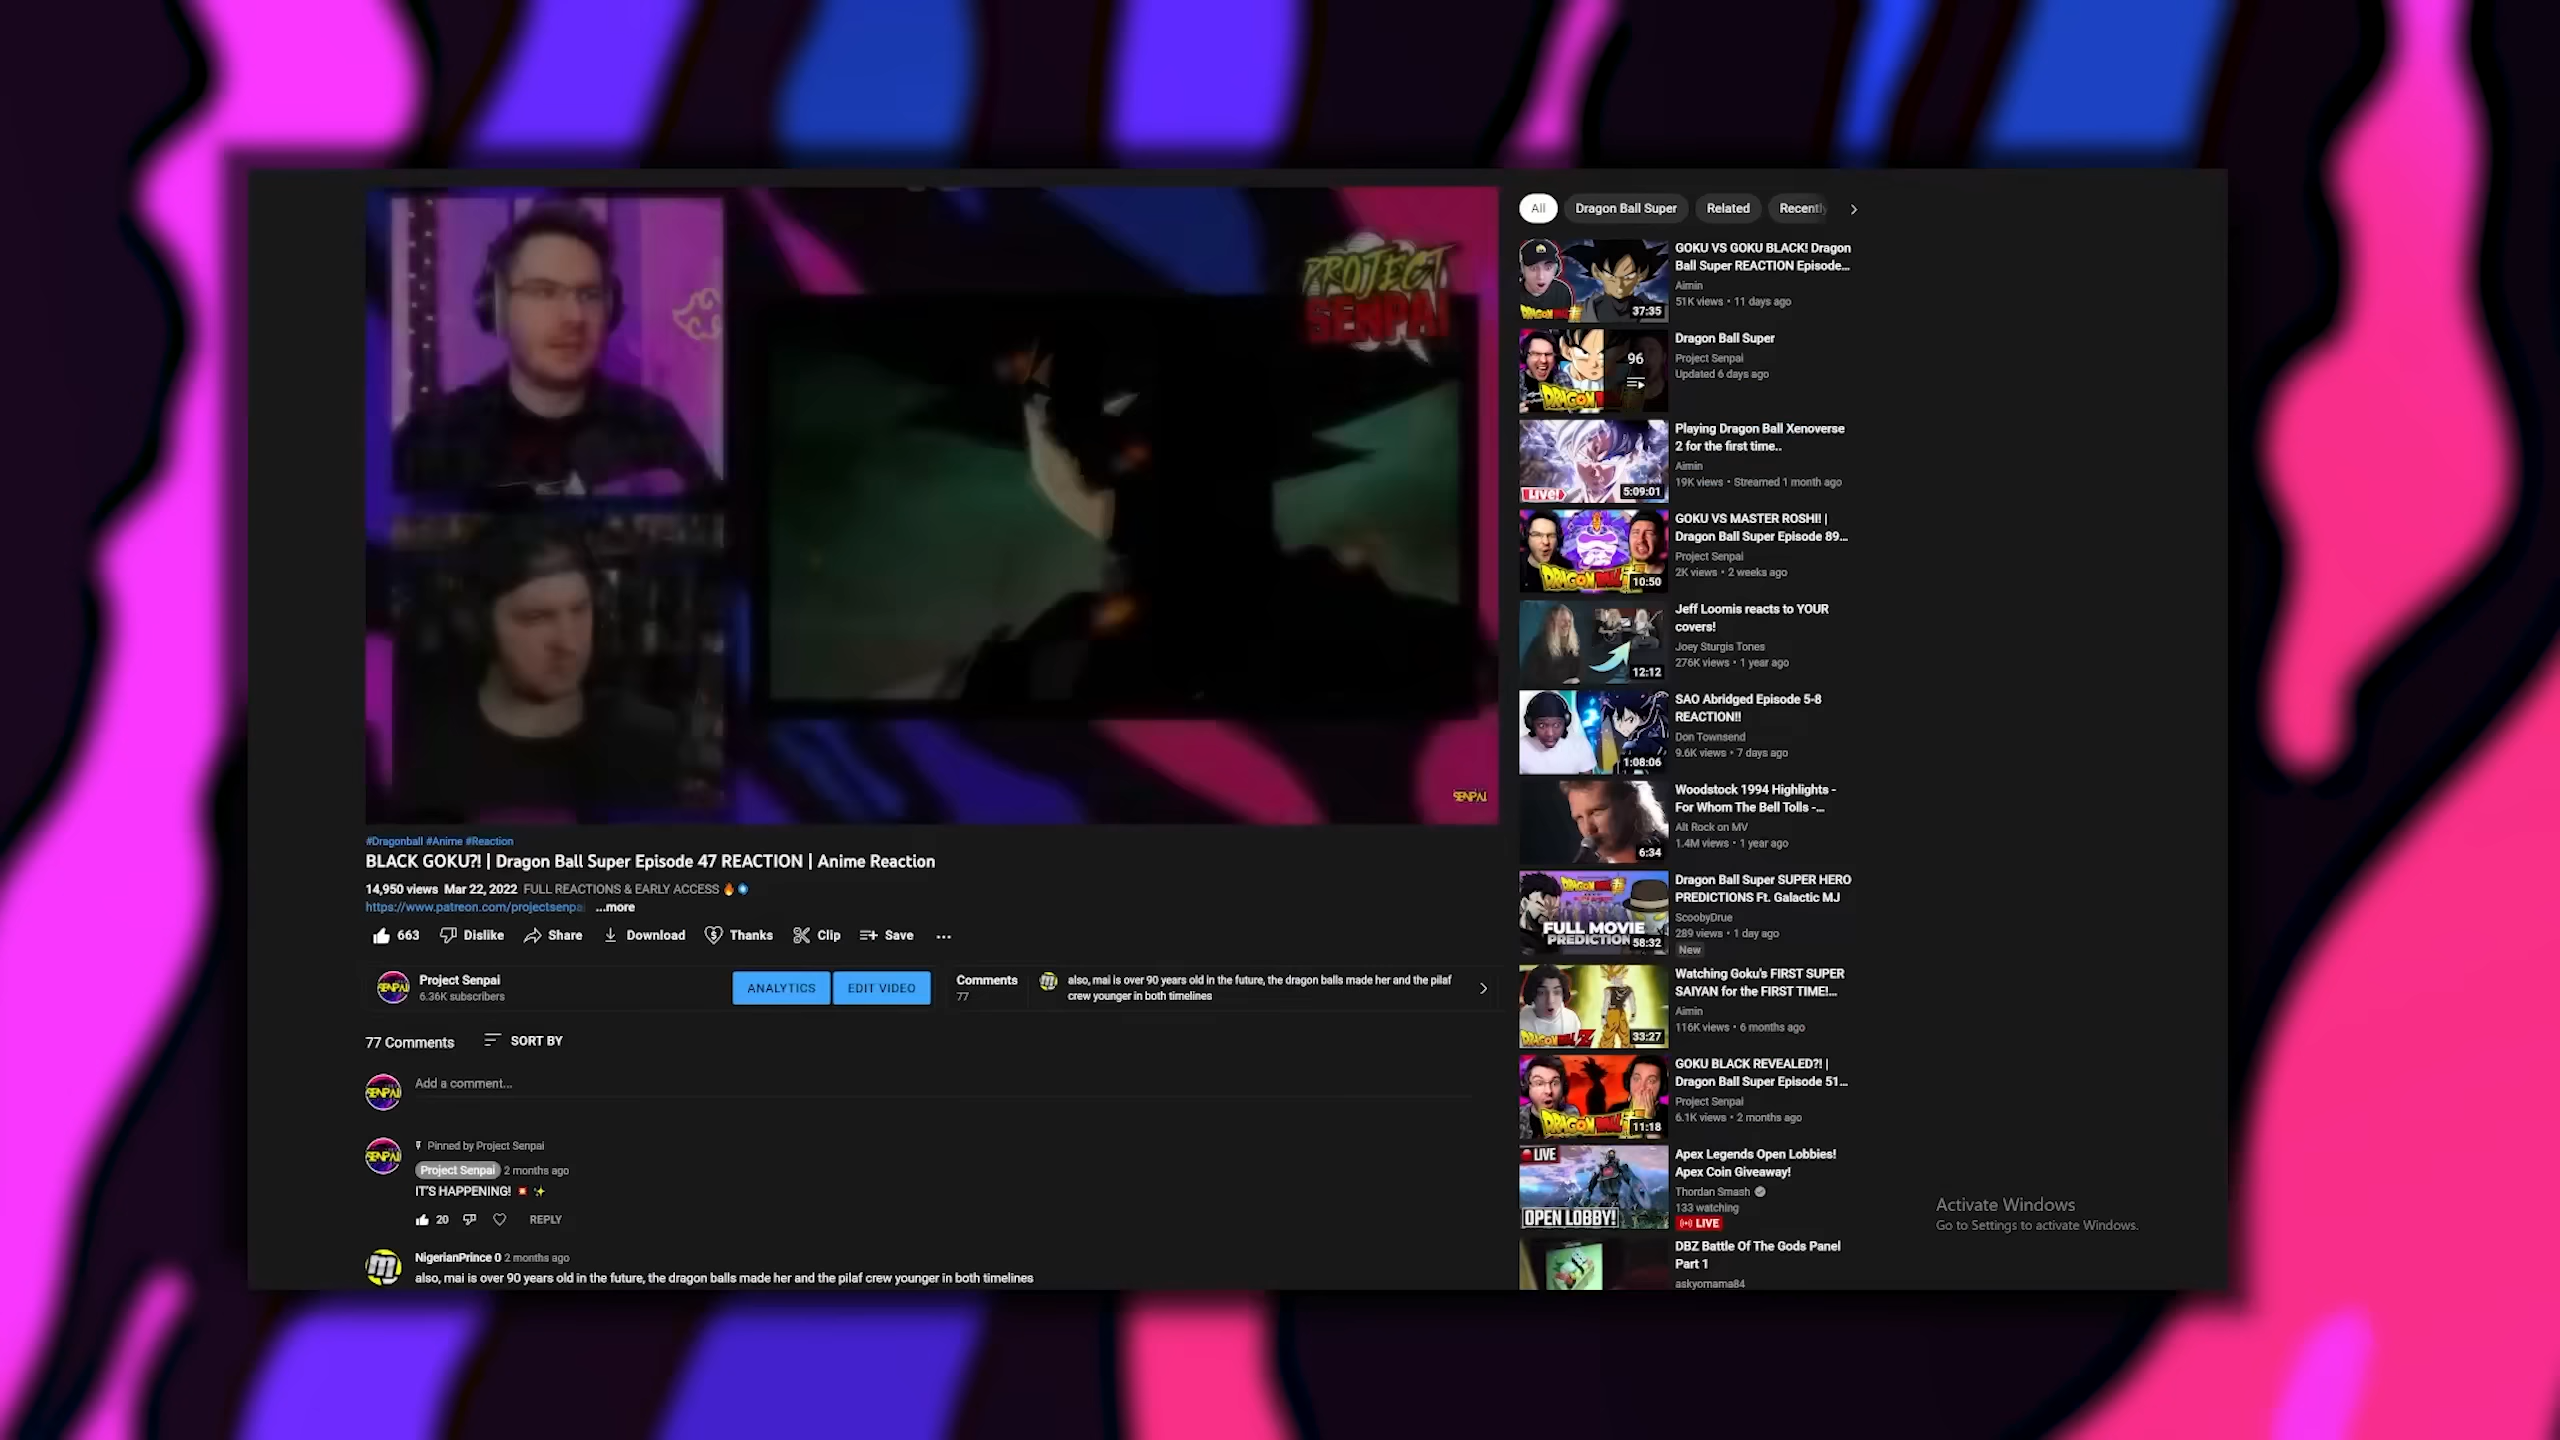 PROJECT
SENPAI
SENPAI
#Dragonball #Anime #Reaction
BLACK GOKU?! | Dragon Ball Super Episode 47 REACTION | Anime Reaction
14,950 views Mar 22, 2022 FULL REACTIONS & EARLY ACCESS 🔥
https://www.patreon.com/projectsenpai ...more
663 Dislike Share Download Thanks Clip Save ...
SENPAI
Project Senpai
6.36K subscribers
ANALYTICS EDIT VIDEO
Comments
77
also, mai is over 90 years old in the future, the dragon balls made her and the pilaf
crew younger in both timelines
77 Comments SORT BY
SENPAI
Add a comment...
SENPAI
Pinned by Project Senpai
Project Senpai 2 months ago
IT'S HAPPENING! 💥 ✨
20 REPLY
m
NigerianPrince 0 2 months ago
also, mai is over 90 years old in the future, the dragon balls made her and the pilaf crew younger in both timelines
All Dragon Ball Super Related Recently
37:35
GOKU VS GOKU BLACK! Dragon
Ball Super REACTION Episode...
Aimin
51K views • 11 days ago
DRAGON
96
Dragon Ball Super
Project Senpai
Updated 6 days ago
LIVE!
5:09:01
Playing Dragon Ball Xenoverse
2 for the first time..
Aimin
19K views • Streamed 1 month ago
DRAGON BALL
10:50
GOKU VS MASTER ROSHI! |
Dragon Ball Super Episode 89...
Project Senpai
2K views • 2 weeks ago
12:12
Jeff Loomis reacts to YOUR
covers!
Joey Sturgis Tones
276K views • 1 year ago
1:08:06
SAO Abridged Episode 5-8
REACTION!!
Don Townsend
9.6K views • 7 days ago
6:34
Woodstock 1994 Highlights -
For Whom The Bell Tolls -...
Alt Rock on MV
1.4M views • 1 year ago
FULL MOVIE
PREDICTION
58:32
Dragon Ball Super SUPER HERO
PREDICTIONS Ft. Galactic MJ
ScoobyDrue
289 views • 1 day ago
New
DRAGONBALL Z
33:27
Watching Goku's FIRST SUPER
SAIYAN for the FIRST TIME!...
Aimin
116K views • 6 months ago
DRAGON BALL
11:18
GOKU BLACK REVEALED?! |
Dragon Ball Super Episode 51...
Project Senpai
6.1K views • 2 months ago
LIVE
OPEN LOBBY!
Apex Legends Open Lobbies!
Apex Coin Giveaway!
Thordan Smash
133 watching
LIVE
DBZ Battle Of The Gods Panel
Part 1
askyomama84
Activate Windows
Go to Settings to activate Windows.